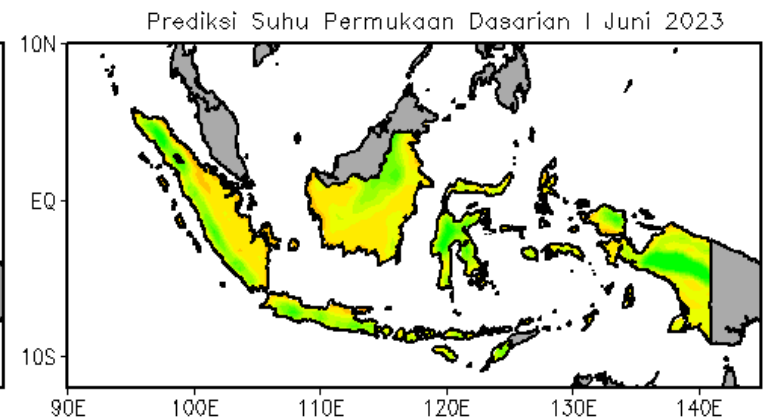 Prediksi Suhu Permukaan Dasarian I Juni 2023
10N
EQ
10S
90E 100E 110E 120E 130E 140E